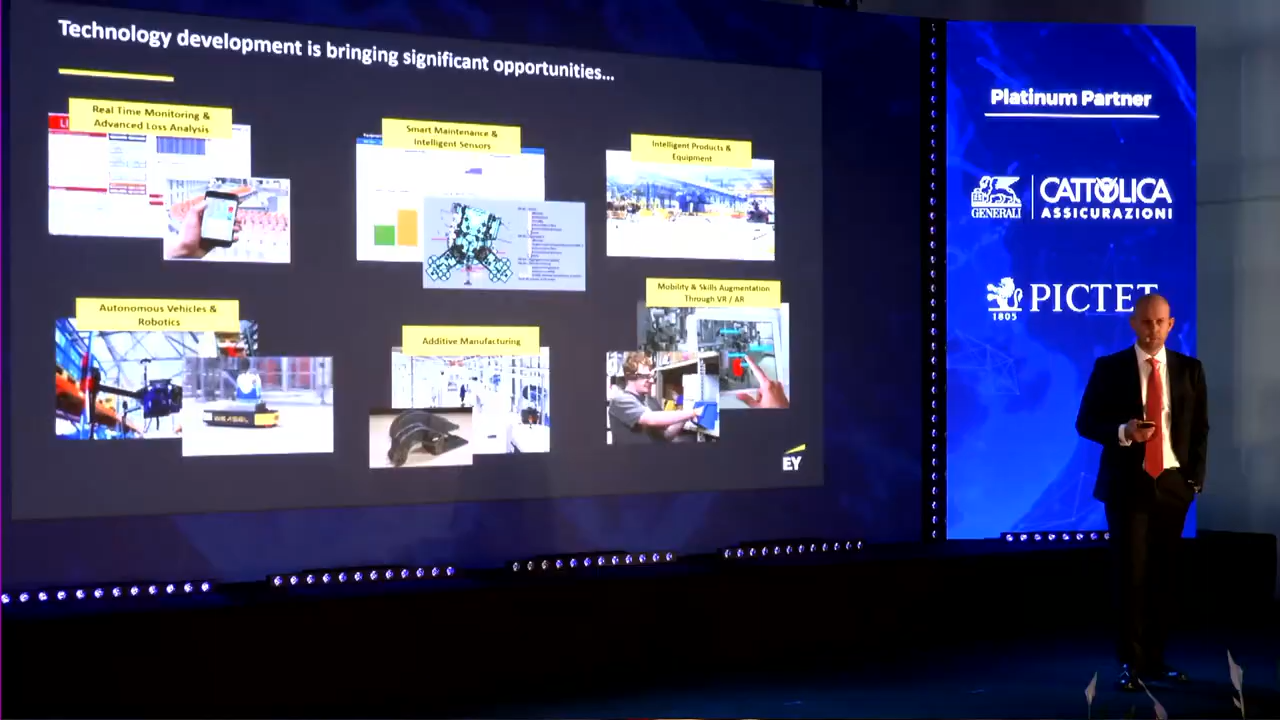 Technology development is bringing significant opportunities...
Real Time Monitoring &
Advanced Loss Analysis
Smart Maintenance &
Intelligent Sensors
Intelligent Products &
Equipment
Autonomous Vehicles &
Robotics
Additive Manufacturing
Mobility & Skills Augmentation
Through VR / AR
EY
Platinum Partner
GENERALI
CATTOLICA
ASSICURAZIONI
1805
PICTET